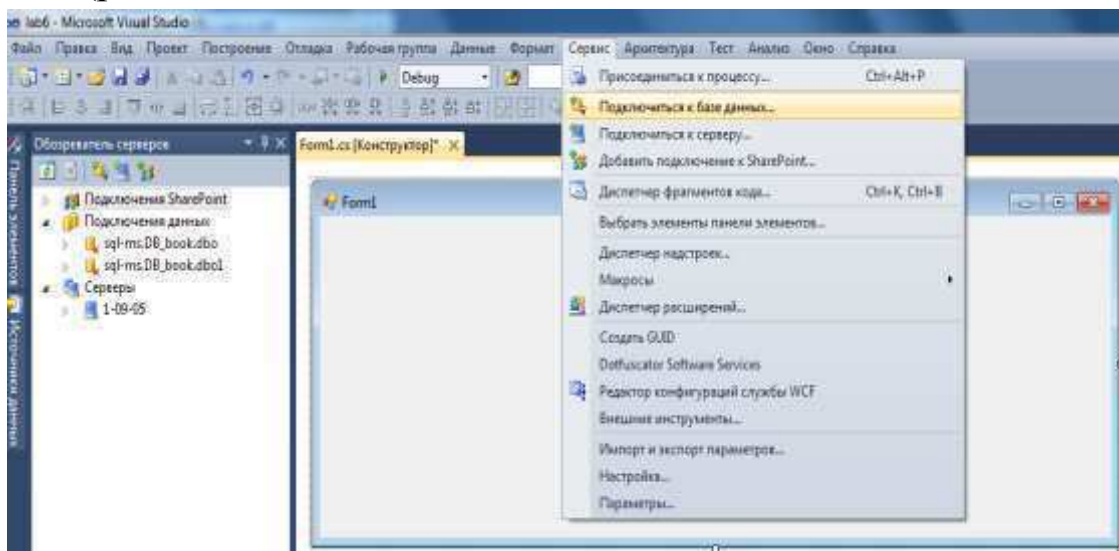 lab6 - Microsoft Visual Studio
Файл Правка Вид Проект Построение Отладка Рабочая группа Данные Формат Сервис Архитектура Тест Анализ Окно Справка
Debug
Обозреватель серверов
Подключения SharePoint
Подключения данных
sql-ms.DB_book.dbo
sql-ms.DB_book.dbo1
Серверы
1-09-05
Панель элементов
Источники данных
Form1.cs [Конструктор]*
Form1
Присоединиться к процессу... Ctrl+Alt+P
Подключиться к базе данных...
Подключиться к серверу...
Добавить подключение к SharePoint...
Диспетчер фрагментов кода... Ctrl+K, Ctrl+B
Выбрать элементы панели элементов...
Диспетчер надстроек...
Макросы
Диспетчер расширений...
Создать GUID
Dotfuscator Software Services
Редактор конфигураций службы WCF
Внешние инструменты...
Импорт и экспорт параметров...
Настройка...
Параметры...